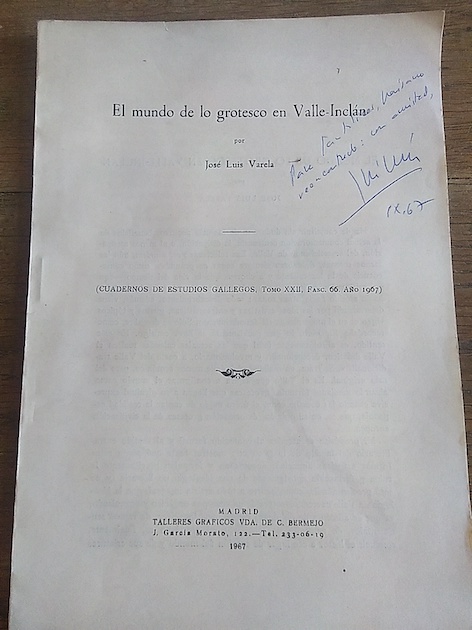 El mundo de lo grotesco en Valle-Inclán
por
José Luis Varela
Para
reencontrado: con amistad,
IX.67
(CUADERNOS DE ESTUDIOS GALLEGOS, Tomo XXII, Fasc. 66. Año 1967)
MADRID
TALLERES GRAFICOS VDA. DE C. BERMEJO
J. García Morato, 122.—Tel. 233-06-19
1967